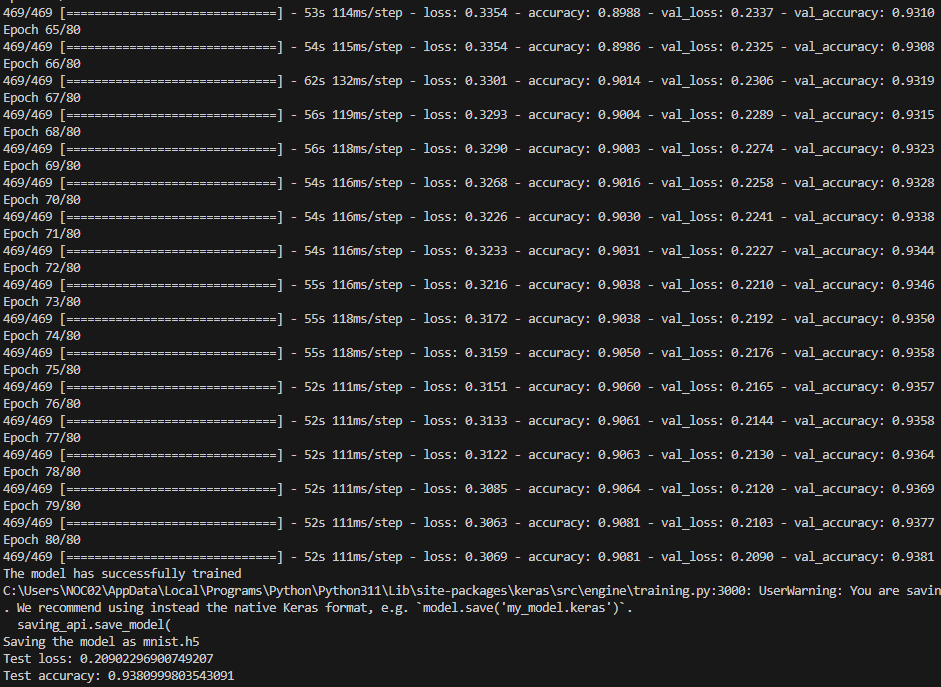 469/469 [==============================] - 53s 114ms/step - loss: 0.3354 - accuracy: 0.8988 - val_loss: 0.2337 - val_accuracy: 0.9310
Epoch 65/80
469/469 [==============================] - 54s 115ms/step - loss: 0.3354 - accuracy: 0.8986 - val_loss: 0.2325 - val_accuracy: 0.9308
Epoch 66/80
469/469 [==============================] - 62s 132ms/step - loss: 0.3301 - accuracy: 0.9014 - val_loss: 0.2306 - val_accuracy: 0.9319
Epoch 67/80
469/469 [==============================] - 56s 119ms/step - loss: 0.3293 - accuracy: 0.9004 - val_loss: 0.2289 - val_accuracy: 0.9315
Epoch 68/80
469/469 [==============================] - 56s 118ms/step - loss: 0.3290 - accuracy: 0.9003 - val_loss: 0.2274 - val_accuracy: 0.9323
Epoch 69/80
469/469 [==============================] - 54s 116ms/step - loss: 0.3268 - accuracy: 0.9016 - val_loss: 0.2258 - val_accuracy: 0.9328
Epoch 70/80
469/469 [==============================] - 54s 116ms/step - loss: 0.3226 - accuracy: 0.9030 - val_loss: 0.2241 - val_accuracy: 0.9338
Epoch 71/80
469/469 [==============================] - 54s 116ms/step - loss: 0.3233 - accuracy: 0.9031 - val_loss: 0.2227 - val_accuracy: 0.9344
Epoch 72/80
469/469 [==============================] - 55s 116ms/step - loss: 0.3216 - accuracy: 0.9038 - val_loss: 0.2210 - val_accuracy: 0.9346
Epoch 73/80
469/469 [==============================] - 55s 118ms/step - loss: 0.3172 - accuracy: 0.9038 - val_loss: 0.2192 - val_accuracy: 0.9350
Epoch 74/80
469/469 [==============================] - 55s 118ms/step - loss: 0.3159 - accuracy: 0.9050 - val_loss: 0.2176 - val_accuracy: 0.9358
Epoch 75/80
469/469 [==============================] - 52s 111ms/step - loss: 0.3151 - accuracy: 0.9060 - val_loss: 0.2165 - val_accuracy: 0.9357
Epoch 76/80
469/469 [==============================] - 52s 111ms/step - loss: 0.3133 - accuracy: 0.9061 - val_loss: 0.2144 - val_accuracy: 0.9358
Epoch 77/80
469/469 [==============================] - 52s 111ms/step - loss: 0.3122 - accuracy: 0.9063 - val_loss: 0.2130 - val_accuracy: 0.9364
Epoch 78/80
469/469 [==============================] - 52s 111ms/step - loss: 0.3085 - accuracy: 0.9064 - val_loss: 0.2120 - val_accuracy: 0.9369
Epoch 79/80
469/469 [==============================] - 52s 111ms/step - loss: 0.3063 - accuracy: 0.9081 - val_loss: 0.2103 - val_accuracy: 0.9377
Epoch 80/80
469/469 [==============================] - 52s 111ms/step - loss: 0.3069 - accuracy: 0.9081 - val_loss: 0.2090 - val_accuracy: 0.9381
The model has successfully trained
C:\Users\NOC02\AppData\Local\Programs\Python\Python311\Lib\site-packages\keras\src\engine\training.py:3000: UserWarning: You are savin
. We recommend using instead the native Keras format, e.g. `model.save('my_model.keras')`.
  saving_api.save_model(
Saving the model as mnist.h5
Test loss: 0.20902296900749207
Test accuracy: 0.9380999803543091